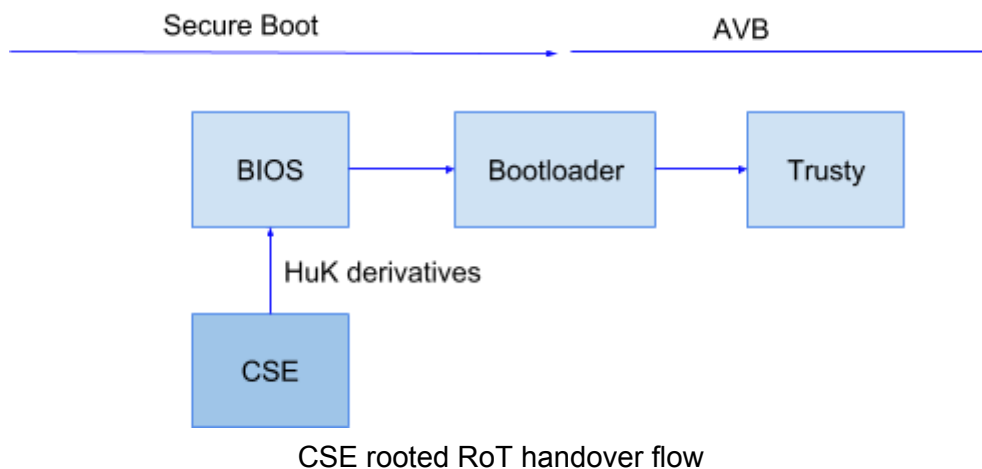 Secure Boot
AVB
BIOS
Bootloader
Trusty
HuK derivatives
CSE
CSE rooted RoT handover flow